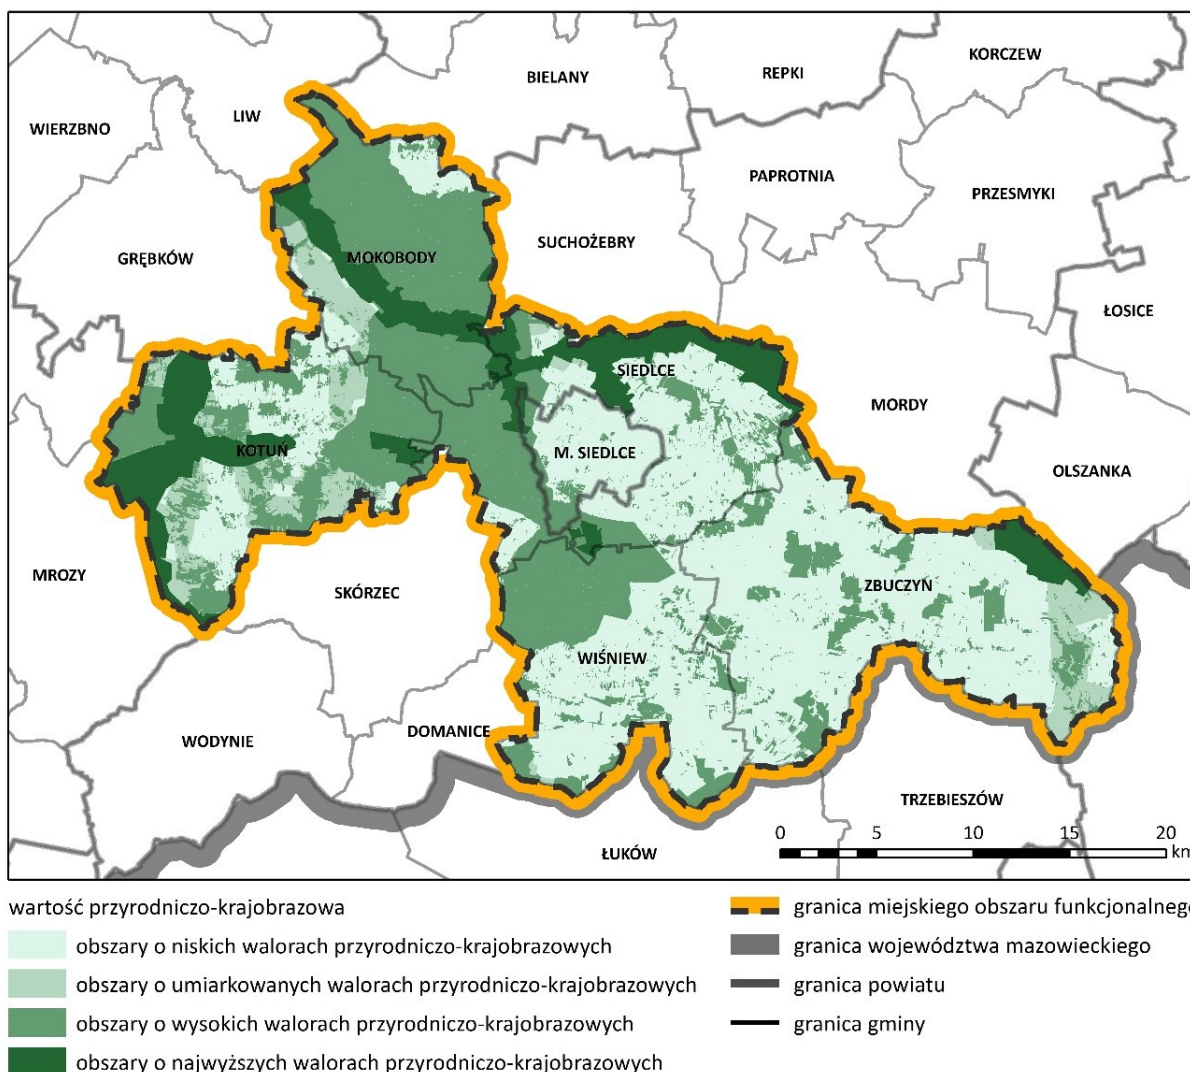 KORCZEW
REPKI
BIELANY
LIW
WIERZBNO
PAPROTNIA
PRZESMYKI
SUCHOŻEBRY
MOKOBODY
GRĘBKÓW
ŁOSICE
SIEDLCE
MORDY
KOTUŃ
M. SIEDLCE
OLSZANKA
MROZY
SKÓRZEC
ZBUCZYN
WIŚNIEW
DOMANICE
WODYNIE
TRZEBIESZÓW
ŁUKÓW
0 5 10 15 20
km
wartość przyrodniczo-krajobrazowa
obszary o niskich walorach przyrodniczo-krajobrazowych
obszary o umiarkowanych walorach przyrodniczo-krajobrazowych
obszary o wysokich walorach przyrodniczo-krajobrazowych
obszary o najwyższych walorach przyrodniczo-krajobrazowych
granica miejskiego obszaru funkcjonalnego
granica województwa mazowieckiego
granica powiatu
granica gminy